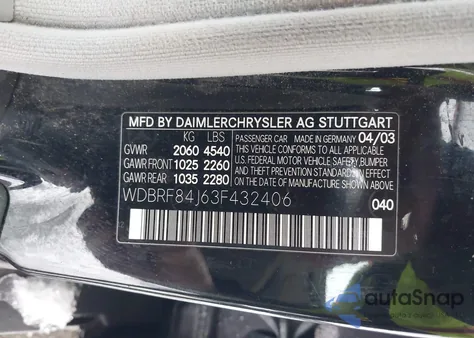 MFD BY DAIMLERCHRYSLER AG STUTTGART
KG LBS
GVWR 2060 4540
GAWR FRONT 1025 2260
GAWR REAR 1035 2280
PASSENGER CAR MADE IN GERMANY 04/03
THIS VEHICLE CONFORMS TO ALL APPLICABLE
U.S. FEDERAL MOTOR VEHICLE SAFETY, BUMPER
AND THEFT PREVENTION STANDARDS IN EFFECT
ON THE DATE OF MANUFACTURE SHOWN ABOVE
WDBRF84J63F432406
040
autaSnap